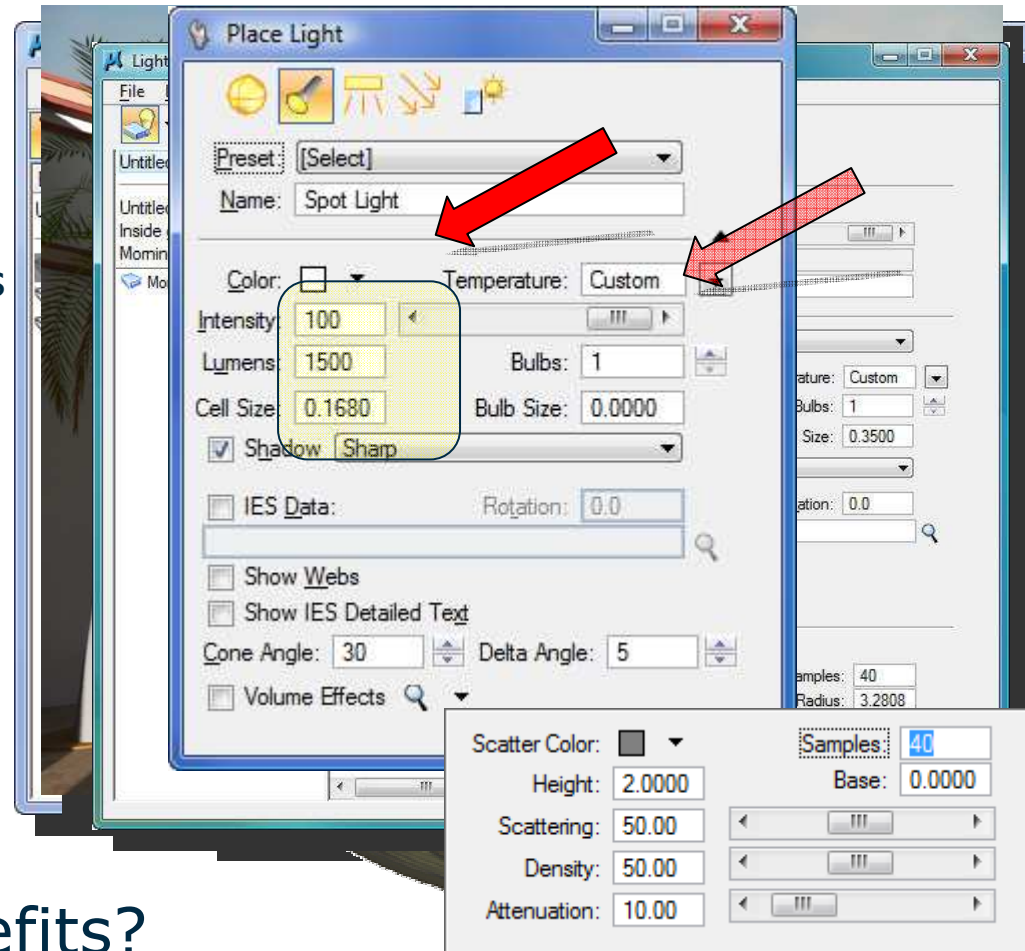 Place Light
Light
File
Preset: [Select]
Untitled
Name: Spot Light
Untitled
Inside
Color: Temperature: Custom
Intensity: 100
Lumens: 1500 Bulbs: 1
Cell Size: 0.1680 Bulb Size: 0.0000
Shadow Sharp
IES Data: Rotation: 0.0
Show Webs
Show IES Detailed Text
Cone Angle: 30 Delta Angle: 5
Volume Effects
s
ature: Custom
Bulbs: 1
Size: 0.3500
ation: 0.0
amples: 40
Radius: 3.2808
Scatter Color: Samples: 40
Height: 2.0000 Base: 0.0000
Scattering: 50.00
Density: 50.00
Attenuation: 10.00
efits?